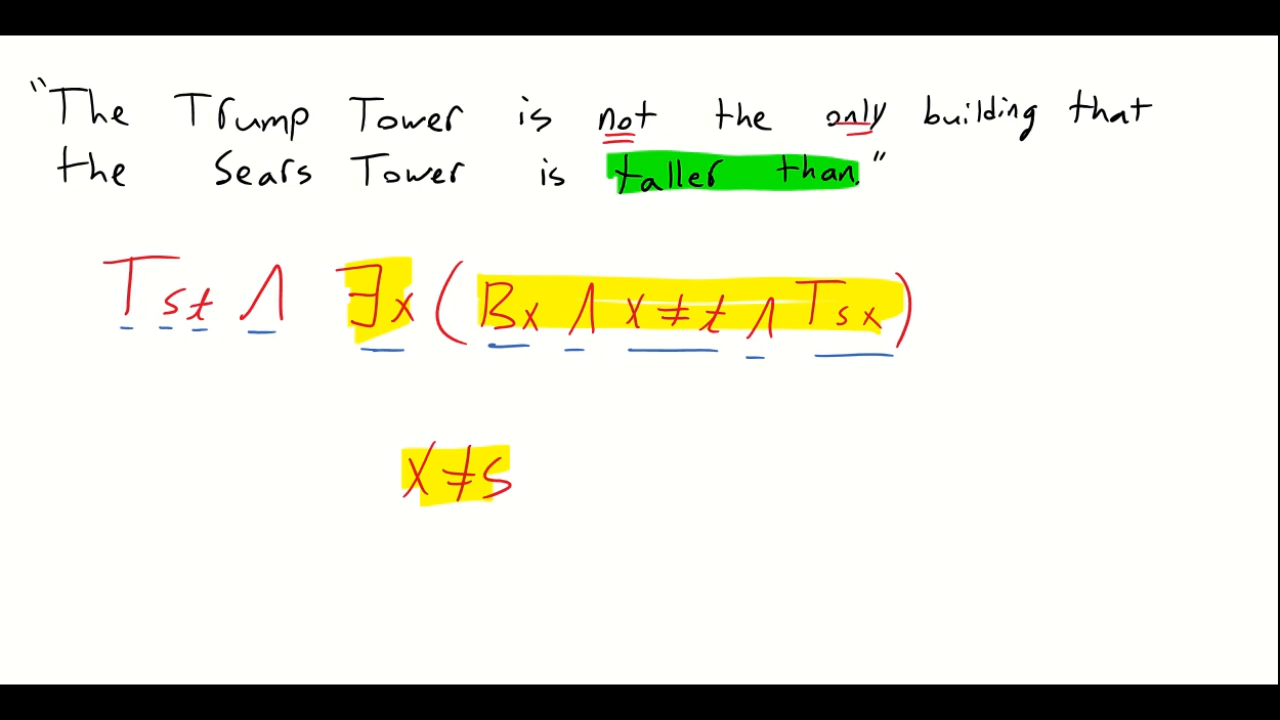 "The Trump Tower is not the only building that
the Sears Tower is taller than."
Tst ∧ ∃x (Bx ∧ x ≠ t ∧ Tsx)
x ≠ s